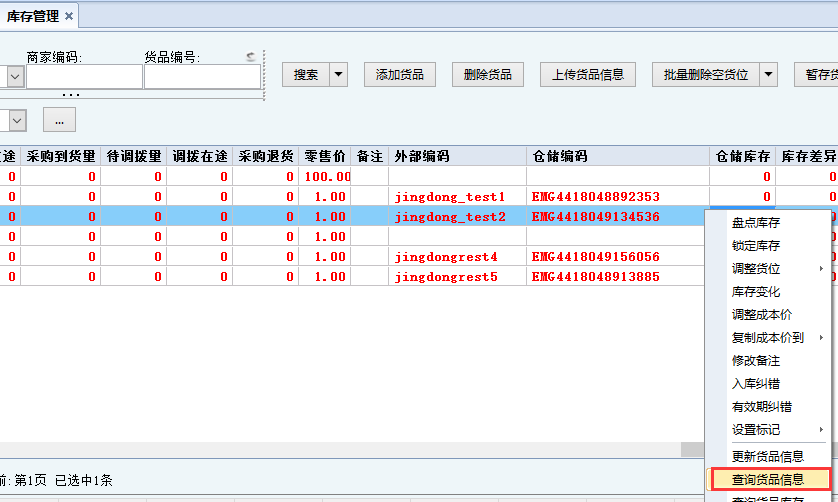 库存管理 ×
商家编码: 货品编号:
搜索 添加货品 删除货品 上传货品信息 批量删除空货位 暂存货
...
途 采购到货量 待调拨量 调拨在途 采购退货 零售价 备注 外部编码 仓储编码 仓储库存 库存差异
0 0 0 0 0 100.00 0 0
0 0 0 0 0 1.00 jingdong_test1 EMG4418048892353 0 0
0 0 0 0 0 1.00 jingdong_test2 EMG4418049134536
0 0 0 0 0 1.00
0 0 0 0 0 1.00 jingdongrest4 EMG4418049156056
0 0 0 0 0 1.00 jingdongrest5 EMG4418048913885
盘点库存
锁定库存
调整货位
库存变化
调整成本价
复制成本价到
修改备注
入库纠错
有效期纠错
设置标记
更新货品信息
查询货品信息
查询货品库存
前: 第1页 已选中1条